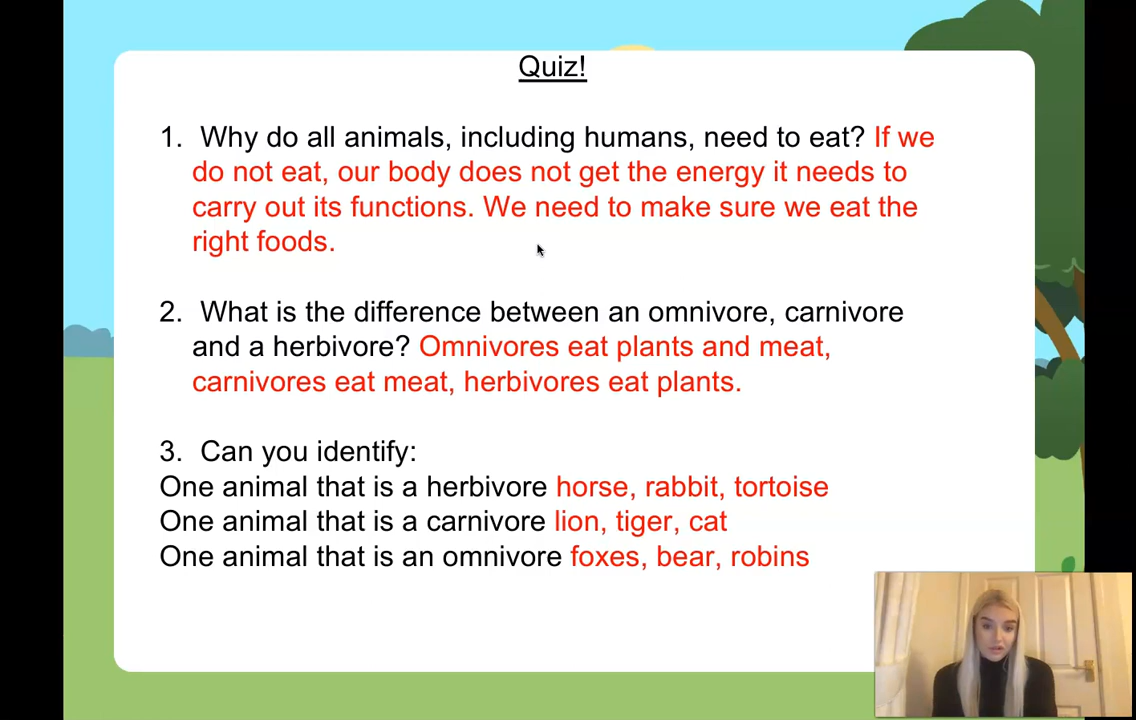 Quiz!
1. Why do all animals, including humans, need to eat? If we
do not eat, our body does not get the energy it needs to
carry out its functions. We need to make sure we eat the
right foods.
2. What is the difference between an omnivore, carnivore
and a herbivore? Omnivores eat plants and meat,
carnivores eat meat, herbivores eat plants.
3. Can you identify:
One animal that is a herbivore horse, rabbit, tortoise
One animal that is a carnivore lion, tiger, cat
One animal that is an omnivore foxes, bear, robins